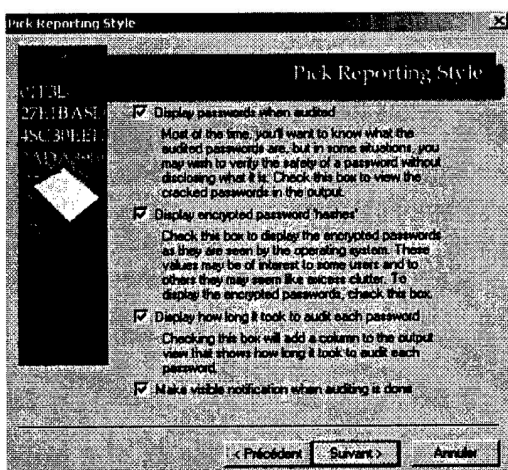 Pick Reporting Style
Pick Reporting Style
Display passwords when audited
Most of the time, you'll want to know what the
audited passwords are, but in some situations, you
may wish to verify the safety of a password without
disclosing what it is. Check this box to view the
cracked passwords in the output.
Display encrypted password 'hashes'
Check this box to display the encrypted passwords
as they are seen by the operating system. These
values may be of interest to some users and to
others they may seem like excess clutter. To
display the encrypted passwords, check this box.
Display how long it took to audit each password
Checking this box will add a column to the output
view that shows how long it took to audit each
password.
Make visible notification when auditing is done
< Précédent
Suivant >
Annuler